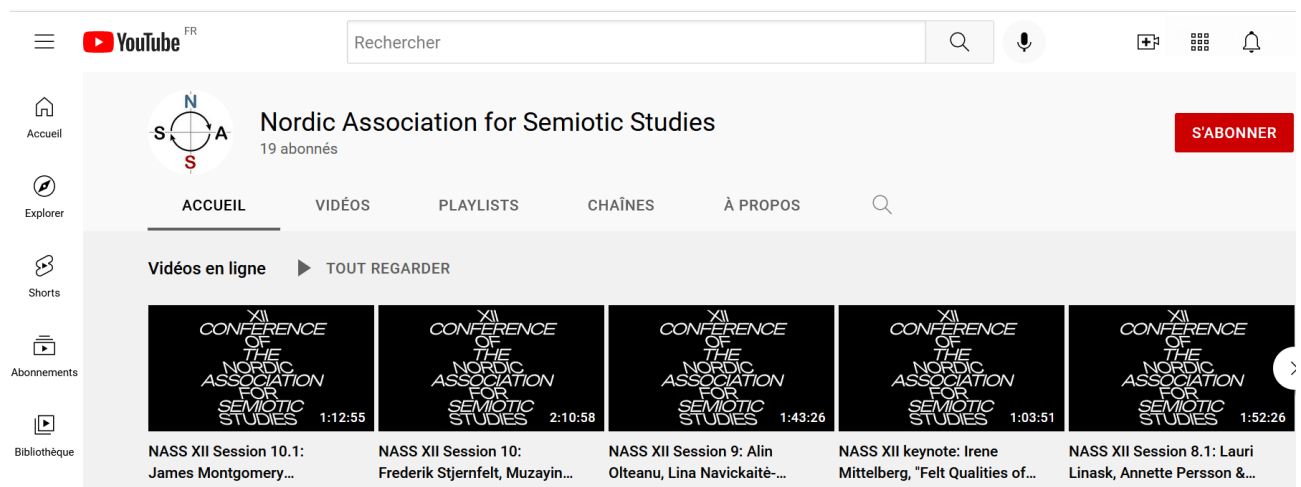 YouTube FR
Rechercher
Accueil
Explorer
Shorts
Abonnements
Bibliothèque
N
S A
S
Nordic Association for Semiotic Studies
19 abonnés
S'ABONNER
ACCUEIL VIDÉOS PLAYLISTS CHAÎNES À PROPOS
Vidéos en ligne TOUT REGARDER
XII
CONFERENCE
OF
THE
NORDIC
ASSOCIATION
FOR
SEMIOTIC
STUDIES
1:12:55
NASS XII Session 10.1:
James Montgomery...
XII
CONFERENCE
OF
THE
NORDIC
ASSOCIATION
FOR
SEMIOTIC
STUDIES
2:10:58
NASS XII Session 10:
Frederik Stjernfelt, Muzayin...
XII
CONFERENCE
OF
THE
NORDIC
ASSOCIATION
FOR
SEMIOTIC
STUDIES
1:43:26
NASS XII Session 9: Alin
Olteanu, Lina Navickaitė-...
XII
CONFERENCE
OF
THE
NORDIC
ASSOCIATION
FOR
SEMIOTIC
STUDIES
1:03:51
NASS XII keynote: Irene
Mittelberg, "Felt Qualities of...
XII
CONFERENCE
OF
THE
NORDIC
ASSOCIATION
FOR
SEMIOTIC
STUDIES
1:52:26
NASS XII Session 8.1: Lauri
Linask, Annette Persson &...